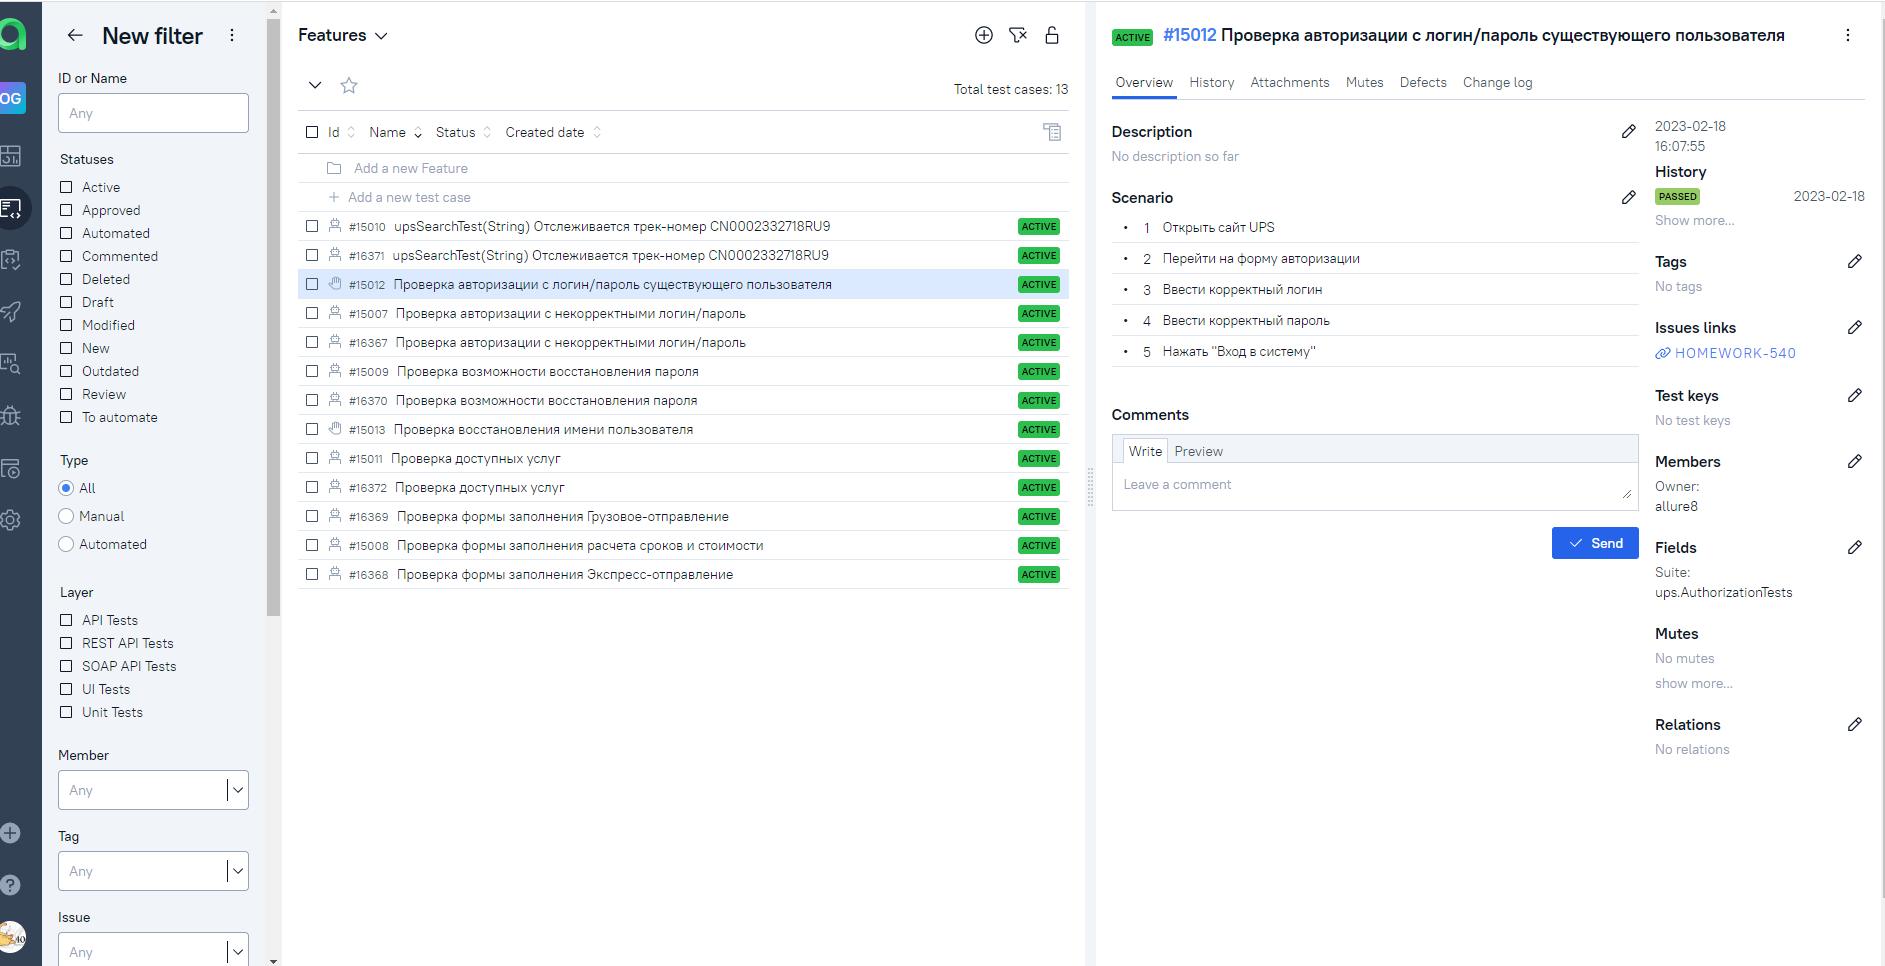 OG
New filter
ID or Name
Any
Statuses
Active
Approved
Automated
Commented
Deleted
Draft
Modified
New
Outdated
Review
To automate
Type
All
Manual
Automated
Layer
API Tests
REST API Tests
SOAP API Tests
UI Tests
Unit Tests
Member
Any
Tag
Any
Issue
Any
Features
Total test cases: 13
Id Name Status Created date
Add a new Feature
Add a new test case
#15010 upsSearchTest(String) Отслеживается трек-номер CN0002332718RU9 ACTIVE
#16371 upsSearchTest(String) Отслеживается трек-номер CN0002332718RU9 ACTIVE
#15012 Проверка авторизации с логин/пароль существующего пользователя ACTIVE
#15007 Проверка авторизации с некорректными логин/пароль ACTIVE
#16367 Проверка авторизации с некорректными логин/пароль ACTIVE
#15009 Проверка возможности восстановления пароля ACTIVE
#16370 Проверка возможности восстановления пароля ACTIVE
#15013 Проверка восстановления имени пользователя ACTIVE
#15011 Проверка доступных услуг ACTIVE
#16372 Проверка доступных услуг ACTIVE
#16369 Проверка формы заполнения Грузовое-отправление ACTIVE
#15008 Проверка формы заполнения расчета сроков и стоимости ACTIVE
#16368 Проверка формы заполнения Экспресс-отправление ACTIVE
ACTIVE #15012 Проверка авторизации с логин/пароль существующего пользователя
Overview History Attachments Mutes Defects Change log
Description
No description so far
Scenario
• 1 Открыть сайт UPS
• 2 Перейти на форму авторизации
• 3 Ввести корректный логин
• 4 Ввести корректный пароль
• 5 Нажать "Вход в систему"
Comments
Write Preview
Leave a comment
Send
2023-02-18
16:07:55
History
PASSED 2023-02-18
Show more...
Tags
No tags
Issues links
HOMEWORK-540
Test keys
No test keys
Members
Owner:
allure8
Fields
Suite:
ups.AuthorizationTests
Mutes
No mutes
show more...
Relations
No relations